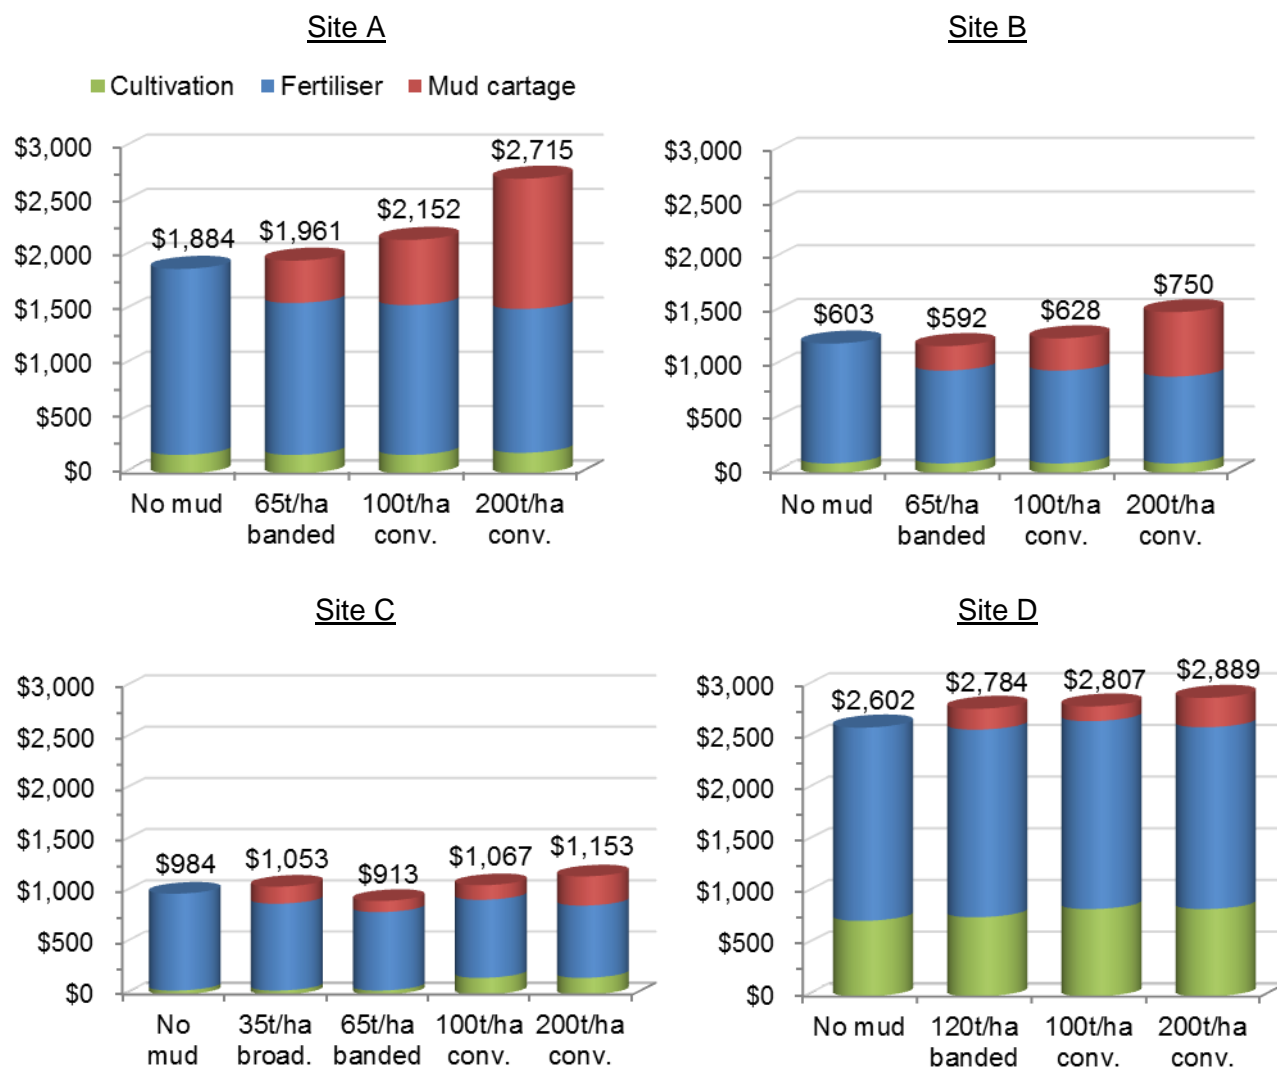 Site A
Site B
Cultivation Fertiliser Mud cartage
$3,000
$2,500
$2,000
$1,500
$1,000
$500
$0
$1,884
$1,961
$2,152
$2,715
No mud
65t/ha
banded
100t/ha
conv.
200t/ha
conv.
$3,000
$2,500
$2,000
$1,500
$1,000
$500
$0
$603
$592
$628
$750
No mud
65t/ha
banded
100t/ha
conv.
200t/ha
conv.
Site C
Site D
$3,000
$2,500
$2,000
$1,500
$1,000
$500
$0
$984
$1,053
$913
$1,067
$1,153
No
mud
35t/ha
broad.
65t/ha
banded
100t/ha
conv.
200t/ha
conv.
$3,000
$2,500
$2,000
$1,500
$1,000
$500
$0
$2,602
$2,784
$2,807
$2,889
No mud
120t/ha
banded
100t/ha
conv.
200t/ha
conv.